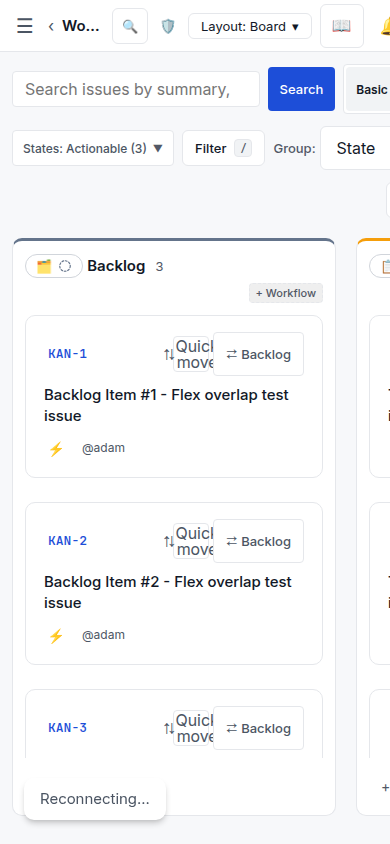 Wo...
Layout: Board ▾
Search issues by summary,
Search
Basic
States: Actionable (3) ▼
Filter /
Group:
State
Backlog 3
+ Workflow
KAN-1
Quick move
⇄ Backlog
Backlog Item #1 - Flex overlap test
issue
@adam
KAN-2
Quick move
⇄ Backlog
Backlog Item #2 - Flex overlap test
issue
@adam
KAN-3
Quick move
⇄ Backlog
Reconnecting...
+